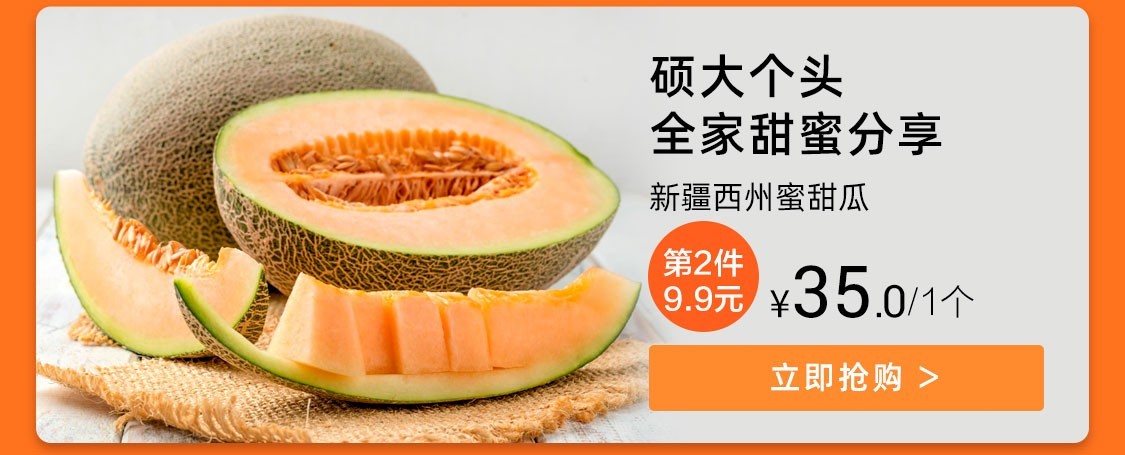 硕大个头
全家甜蜜分享
新疆西州蜜甜瓜
第2件
9.9元
¥35.0/1个
立即抢购 >